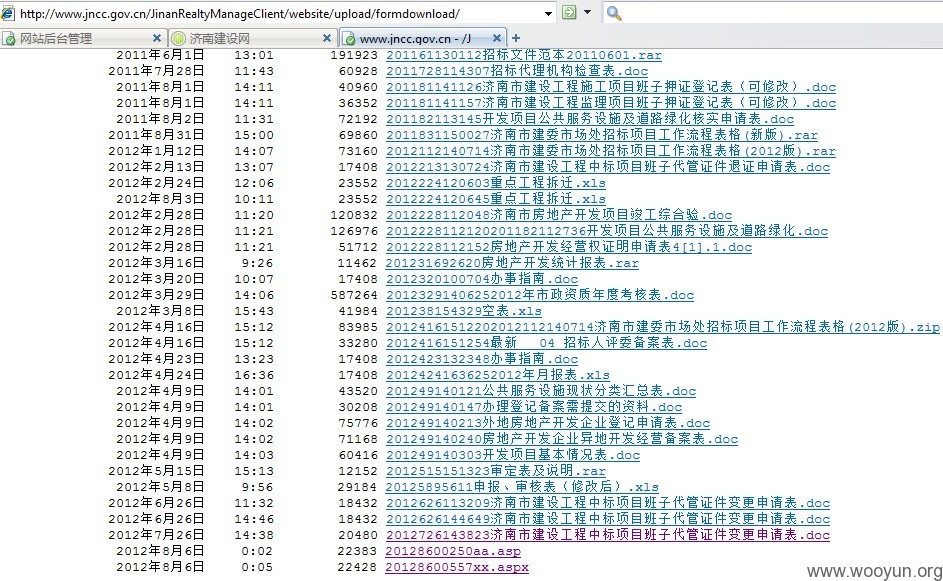 http://www.jncc.gov.cn/JinanRealtyManageClient/website/upload/formdownload/
网站后台管理 济南建设网 www.jncc.gov.cn - /J
2011年6月1日 13:01 191923 201161130112招标文件范本20110601.rar
2011年7月28日 11:43 60928 2011728114307招标代理机构检查表.doc
2011年8月1日 14:11 40960 201181141126济南市建设工程施工项目班子押证登记表(可修改).doc
2011年8月1日 14:11 36352 201181141157济南市建设工程监理项目班子押证登记表(可修改).doc
2011年8月2日 11:31 72192 201182113145开发项目公共服务设施及道路绿化核实申请表.doc
2011年8月31日 15:00 69860 2011831150027济南市建委市场处招标项目工作流程表格(新版).rar
2012年1月12日 14:07 73160 2012112140714济南市建委市场处招标项目工作流程表格(2012版).rar
2012年2月13日 13:07 17408 2012213130724济南市建设工程中标项目班子代管证件退证申请表.doc
2012年2月24日 12:06 23552 2012224120603重点工程拆迁.xls
2012年8月3日 10:11 23552 2012224120645重点工程拆迁.xls
2012年2月28日 11:20 120832 2012228112048济南市房地产开发项目竣工综合验.doc
2012年2月28日 11:21 126976 2012228112120201182112736开发项目公共服务设施及道路绿化.doc
2012年2月28日 11:21 51712 2012228112152房地产开发经营权证明申请表4[1].1.doc
2012年3月16日 9:26 11462 201231692620房地产开发统计报表.rar
2012年3月20日 10:07 17408 2012320100704办事指南.doc
2012年3月29日 14:06 587264 20123291406252012年市政资质年度考核表.doc
2012年3月8日 15:43 41984 201238154329空表.xls
2012年4月16日 15:12 83985 20124161512202012112140714济南市建委市场处招标项目工作流程表格(2012版).zip
2012年4月16日 15:12 33280 2012416151254最新 04 招标人评委备案表.doc
2012年4月23日 13:23 17408 2012423132348办事指南.doc
2012年4月24日 16:36 17408 20124241636252012年月报表.xls
2012年4月9日 14:01 43520 201249140121公共服务设施现状分类汇总表.doc
2012年4月9日 14:01 30208 201249140147办理登记备案需提交的资料.doc
2012年4月9日 14:02 75776 201249140213外地房地产开发企业登记申请表.doc
2012年4月9日 14:02 71168 201249140240房地产开发企业异地开发经营备案表.doc
2012年4月9日 14:03 60416 201249140303开发项目基本情况表.doc
2012年5月15日 15:13 12152 2012515151323审定表及说明.rar
2012年5月8日 9:56 29184 20125895611申报、审核表(修改后).xls
2012年6月26日 11:32 18432 2012626113209济南市建设工程中标项目班子代管证件变更申请表.doc
2012年6月26日 14:46 18432 2012626144649济南市建设工程中标项目班子代管证件变更申请表.doc
2012年7月26日 14:38 20480 2012726143823济南市建设工程中标项目班子代管证件变更申请表.doc
2012年8月6日 0:02 22383 20128600250aa.asp
2012年8月6日 0:05 22428 20128600557xx.aspx
www.wooyun.org